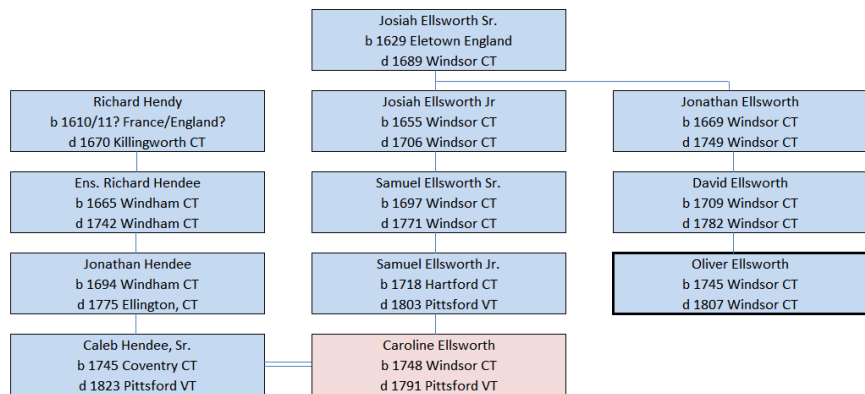 Josiah Ellsworth Sr.
b 1629 Eletown England
d 1689 Windsor CT
Richard Hendy
b 1610/11? France/England?
d 1670 Killingworth CT
Josiah Ellsworth Jr
b 1655 Windsor CT
d 1706 Windsor CT
Jonathan Ellsworth
b 1669 Windsor CT
d 1749 Windsor CT
Ens. Richard Hendee
b 1665 Windham CT
d 1742 Windham CT
Samuel Ellsworth Sr.
b 1697 Windsor CT
d 1771 Windsor CT
David Ellsworth
b 1709 Windsor CT
d 1782 Windsor CT
Jonathan Hendee
b 1694 Windham CT
d 1775 Ellington, CT
Samuel Ellsworth Jr.
b 1718 Hartford CT
d 1803 Pittsford VT
Oliver Ellsworth
b 1745 Windsor CT
d 1807 Windsor CT
Caleb Hendee, Sr.
b 1745 Coventry CT
d 1823 Pittsford VT
Caroline Ellsworth
b 1748 Windsor CT
d 1791 Pittsford VT